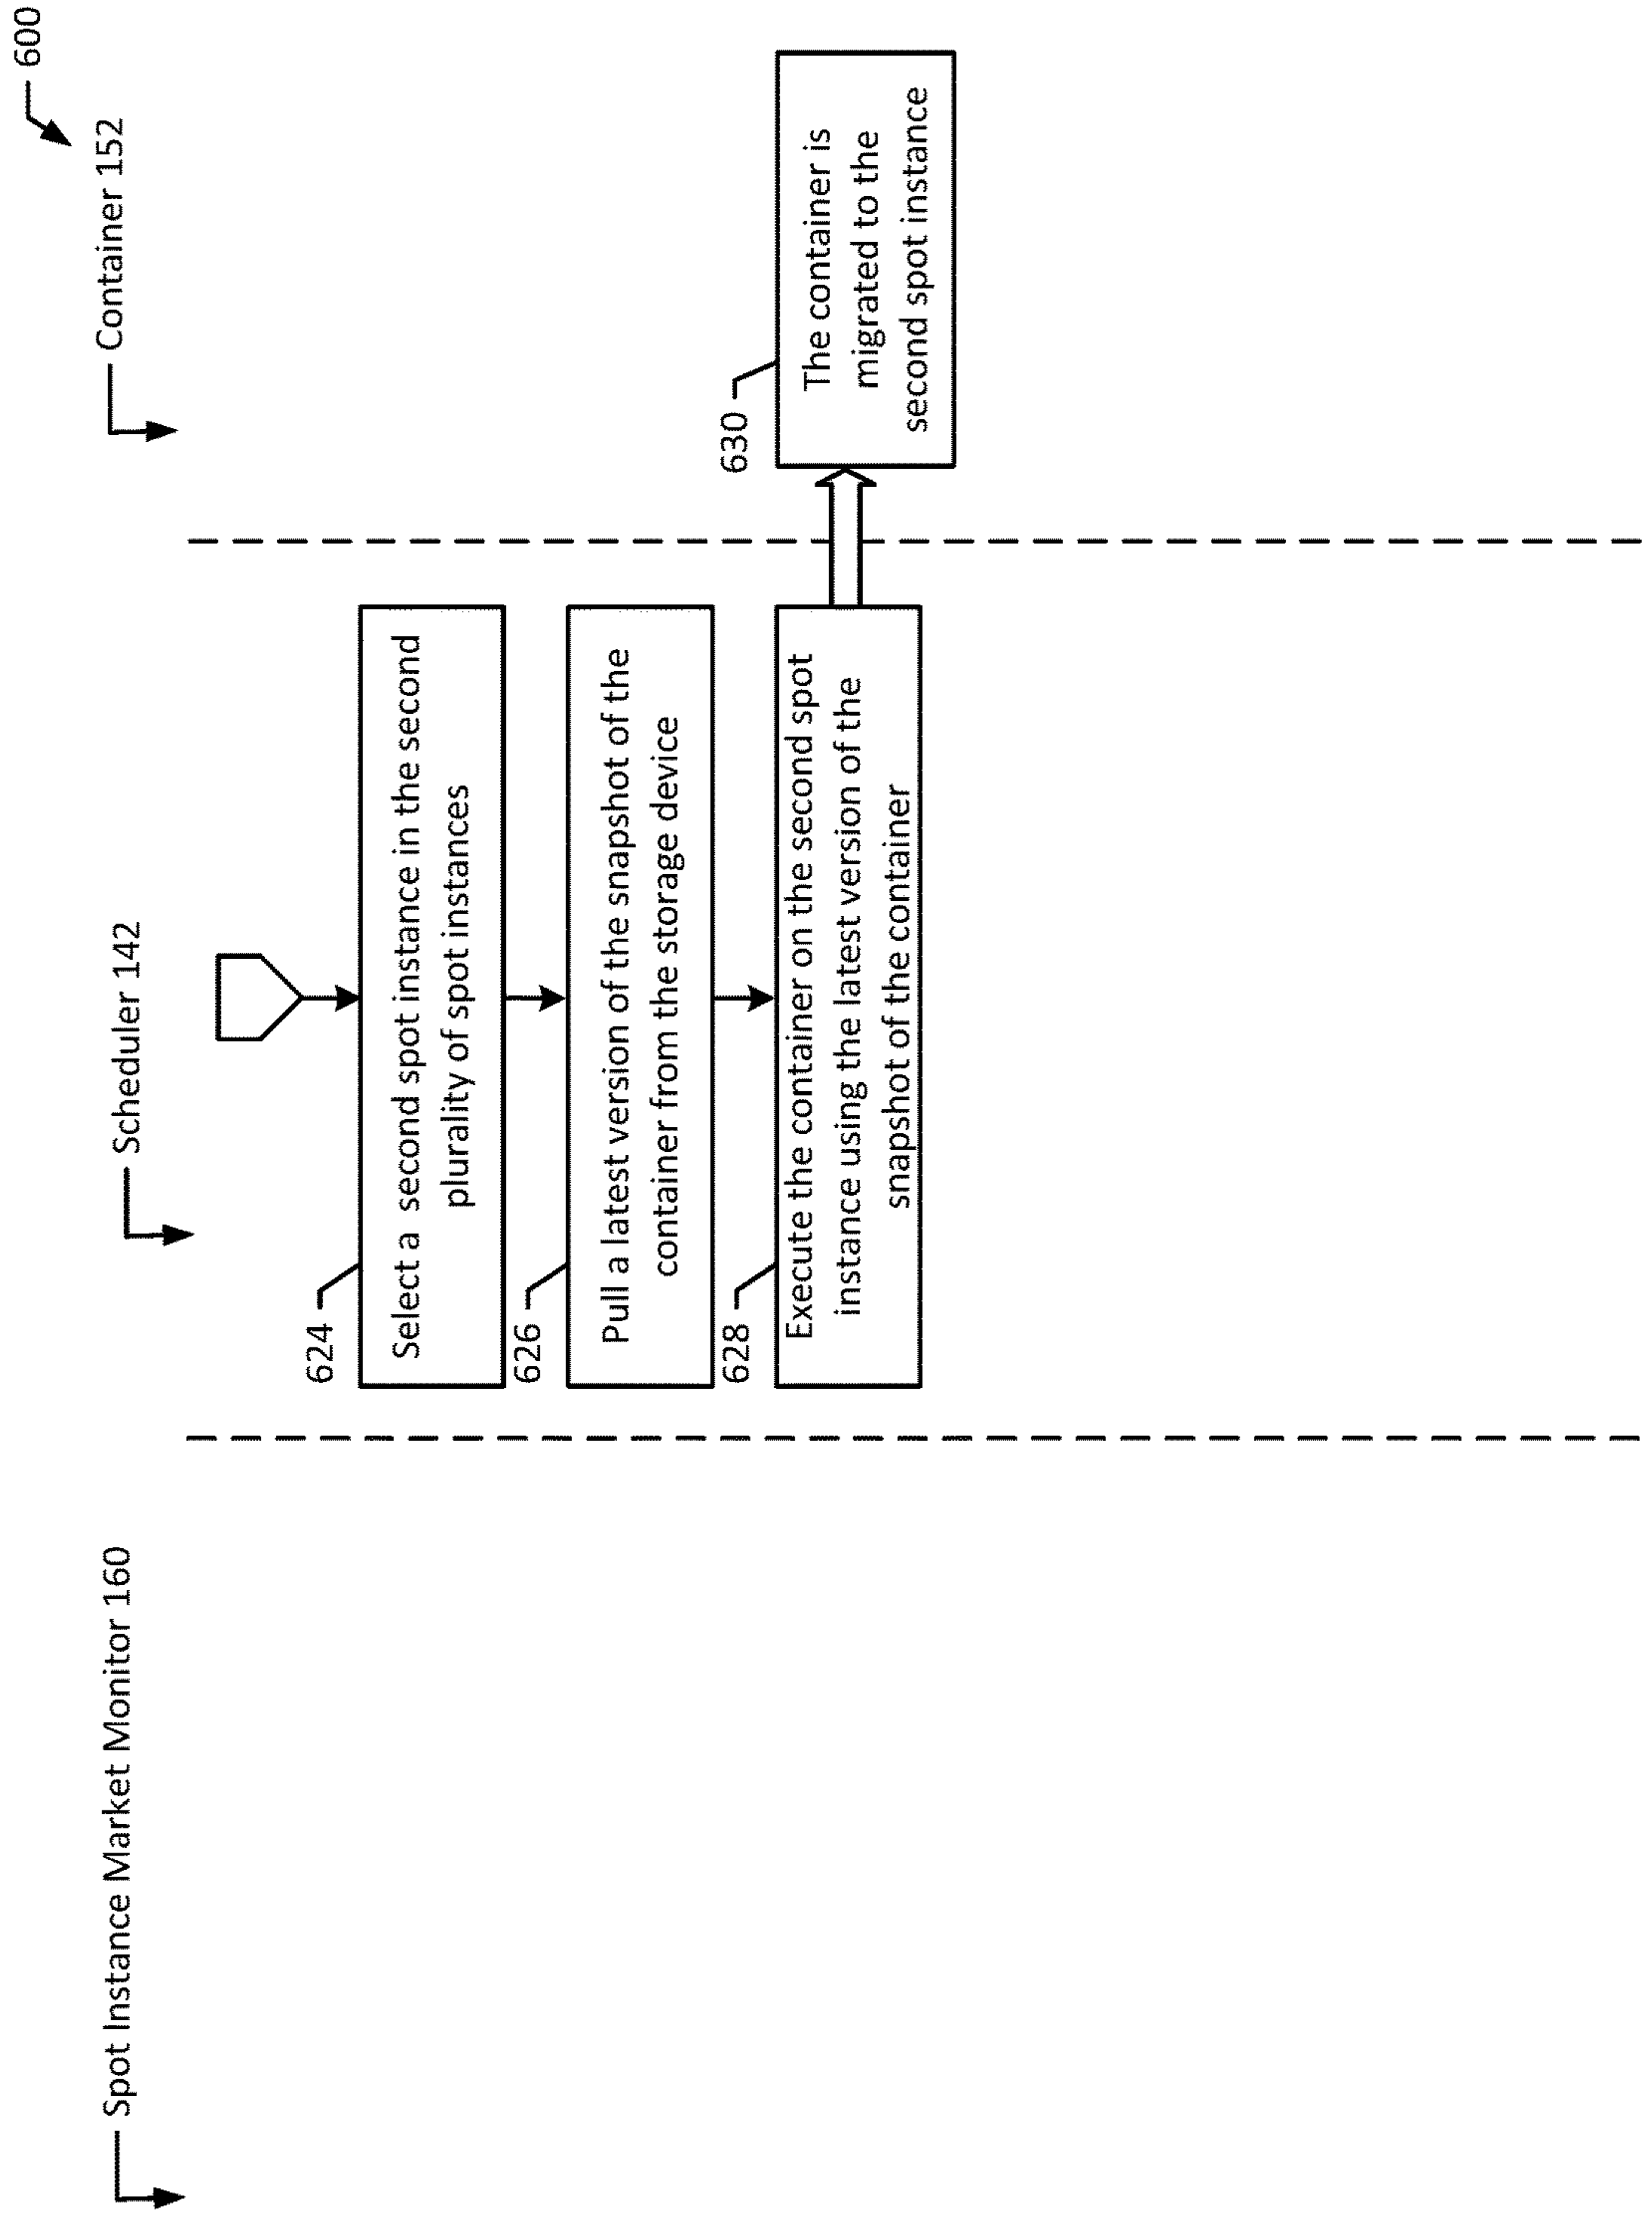 600
Spot Instance Market Monitor 160
Scheduler 142
Container 152
624
Select a second spot instance in the second
plurality of spot instances
626
Pull a latest version of the snapshot of the
container from the storage device
628
Execute the container on the second spot
instance using the latest version of the
snapshot of the container
630
The container is
migrated to the
second spot instance